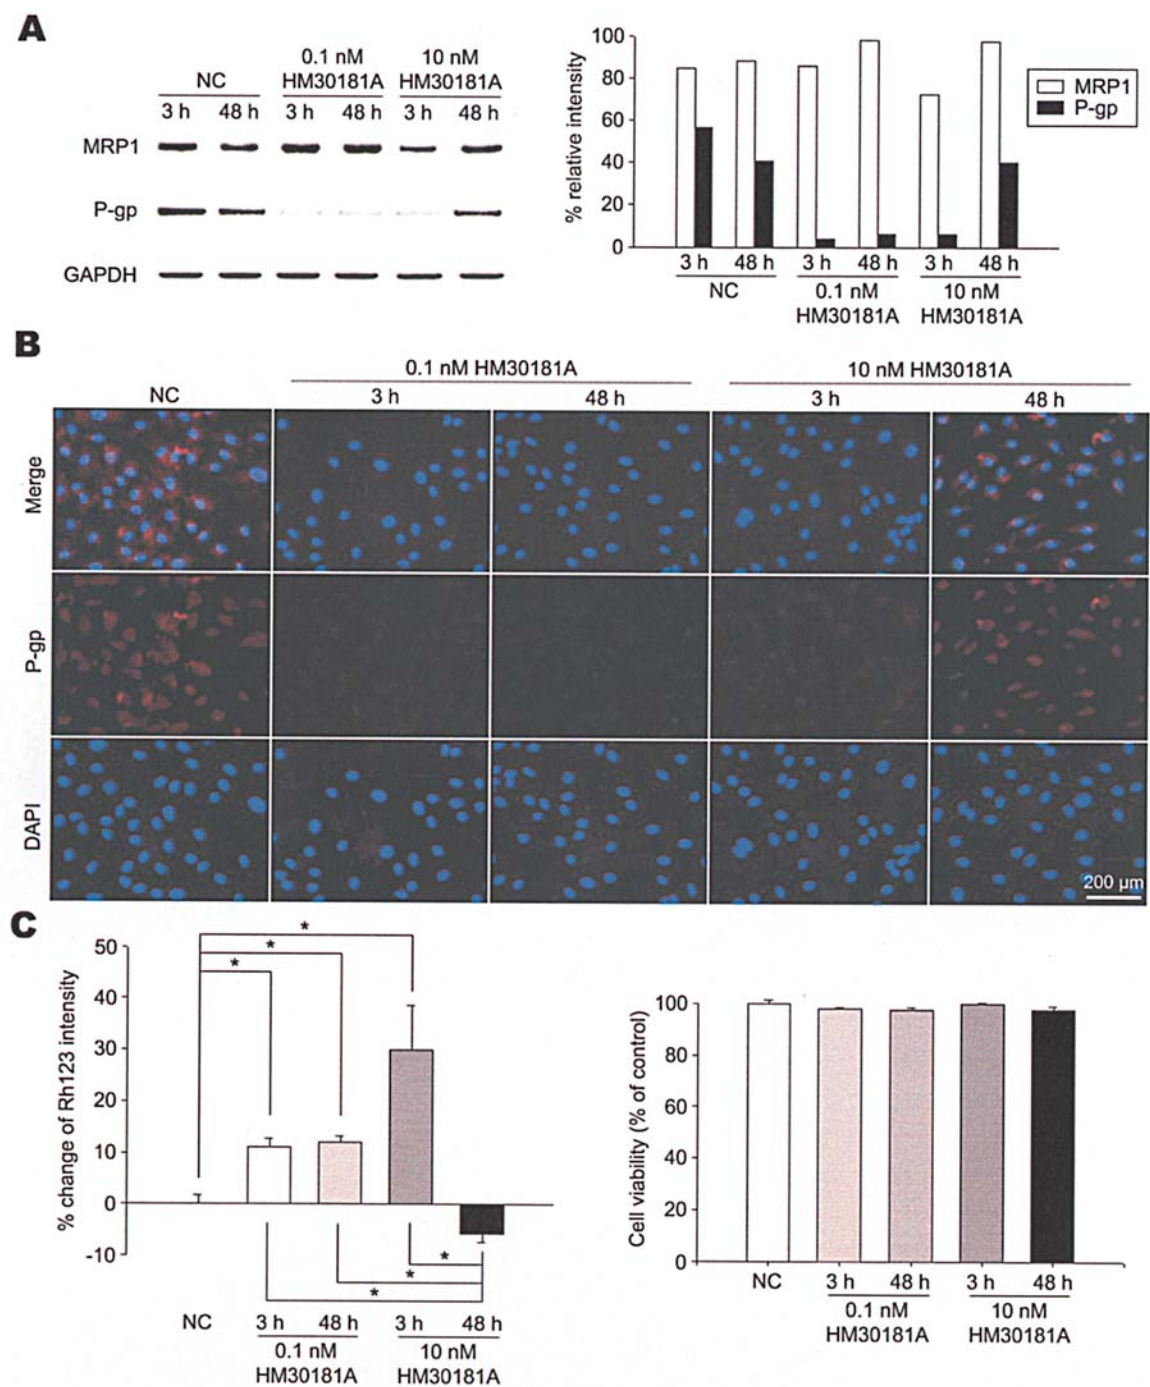 A
NC
0.1 nM
HM30181A
10 nM
HM30181A
3 h 48 h 3 h 48 h 3 h 48 h
MRP1
P-gp
GAPDH
% relative intensity
100
80
60
40
20
0
MRP1
P-gp
3 h 48 h 3 h 48 h 3 h 48 h
NC
0.1 nM
HM30181A
10 nM
HM30181A
B
0.1 nM HM30181A 10 nM HM30181A
NC 3 h 48 h 3 h 48 h
Merge
P-gp
DAPI
200 µm
C
% change of Rh123 intensity
50
40
30
20
10
0
-10
*
*
*
*
*
*
NC 3 h 48 h 3 h 48 h
0.1 nM
HM30181A
10 nM
HM30181A
Cell viability (% of control)
100
80
60
40
20
0
NC 3 h 48 h 3 h 48 h
0.1 nM
HM30181A
10 nM
HM30181A